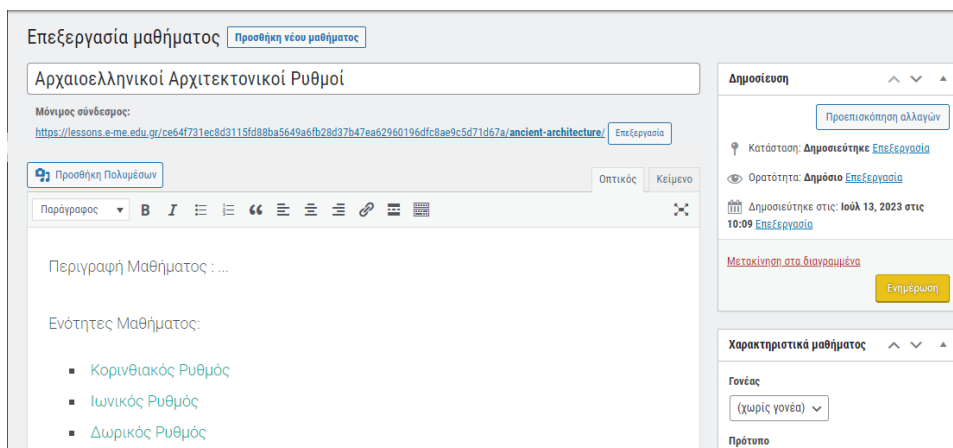 Επεξεργασία μαθήματος Προσθήκη νέου μαθήματος
Αρχαιοελληνικοί Αρχιτεκτονικοί Ρυθμοί
Μόνιμος σύνδεσμος:
https://lessons.e-me.edu.gr/ce64f731ec8d3115fd88ba5649a6fb28d37b47ea62960196dfc8ae9c5d71d67a/ancient-architecture/ Επεξεργασία
Προσθήκη Πολυμέσων
Οπτικός Κείμενο
Παράγραφος B I
Περιγραφή Μαθήματος : ...
Ενότητες Μαθήματος:
Κορινθιακός Ρυθμός
Ιωνικός Ρυθμός
Δωρικός Ρυθμός
Δημοσίευση
Προεπισκόπηση αλλαγών
Κατάσταση: Δημοσιεύτηκε Επεξεργασία
Ορατότητα: Δημόσιο Επεξεργασία
Δημοσιεύτηκε στις: Ιούλ 13, 2023 στις
10:09 Επεξεργασία
Μετακίνηση στα διαγραμμένα
Ενημέρωση
Χαρακτηριστικά μαθήματος
Γονέας
(χωρίς γονέα)
Πρότυπο